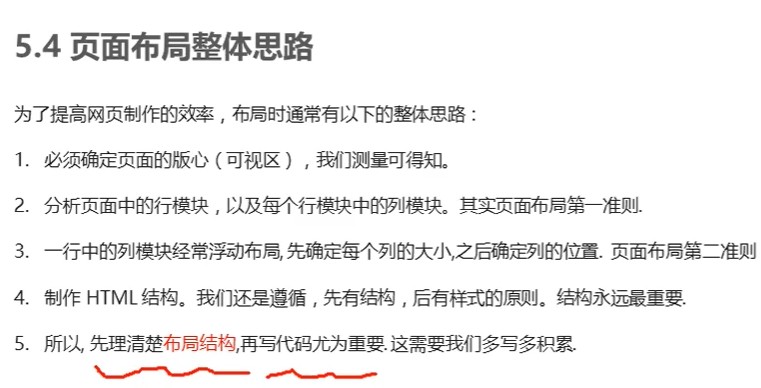 5.4 页面布局整体思路
为了提高网页制作的效率，布局时通常有以下的整体思路：
1. 必须确定页面的版心（可视区），我们测量可得知。
2. 分析页面中的行模块，以及每个行模块中的列模块。其实页面布局第一准则.
3. 一行中的列模块经常浮动布局, 先确定每个列的大小,之后确定列的位置. 页面布局第二准则
4. 制作 HTML 结构。我们还是遵循，先有结构，后有样式的原则。结构永远最重要.
5. 所以, 先理清楚布局结构,再写代码尤为重要. 这需要我们多写多积累.